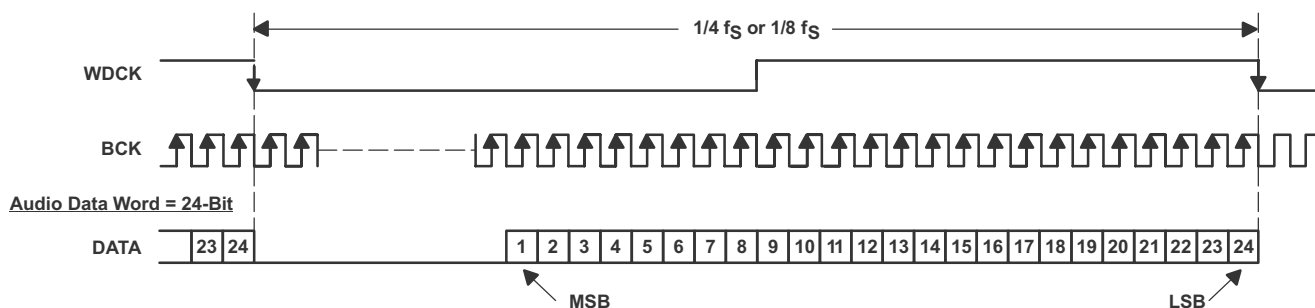 1/4 fS or 1/8 fS
WDCK
BCK
Audio Data Word = 24-Bit
DATA 23 24 1 2 3 4 5 6 7 8 9 10 11 12 13 14 15 16 17 18 19 20 21 22 23 24
MSB LSB